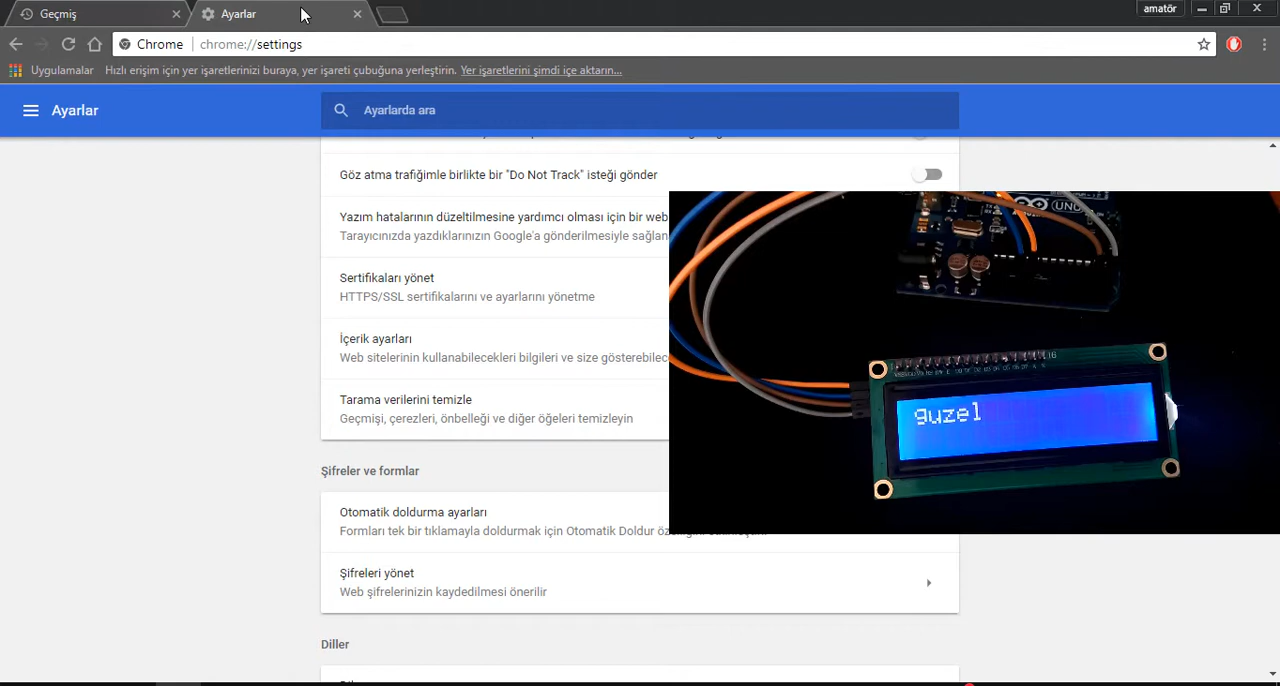 Geçmiş
Ayarlar
amatör
Chrome
chrome://settings
Uygulamalar
Hızlı erişim için yer işaretlerinizi buraya, yer işareti çubuğuna yerleştirin. Yer işaretlerini şimdi içe aktarın...
Ayarlar
Ayarlarda ara
Göz atma trafiğimle birlikte bir "Do Not Track" isteği gönder
Yazım hatalarının düzeltilmesine yardımcı olması için bir web
Tarayıcınızda yazdıklarınızın Google'a gönderilmesiyle sağlan
Sertifikaları yönet
HTTPS/SSL sertifikalarını ve ayarlarını yönetme
İçerik ayarları
Web sitelerinin kullanabilecekleri bilgileri ve size gösterebilec
Tarama verilerini temizle
Geçmişi, çerezleri, önbelleği ve diğer öğeleri temizleyin
UNO
16
guzel
Şifreler ve formlar
Otomatik doldurma ayarları
Formları tek bir tıklamayla doldurmak için Otomatik Doldur
Şifreleri yönet
Web şifrelerinizin kaydedilmesi önerilir
Diller